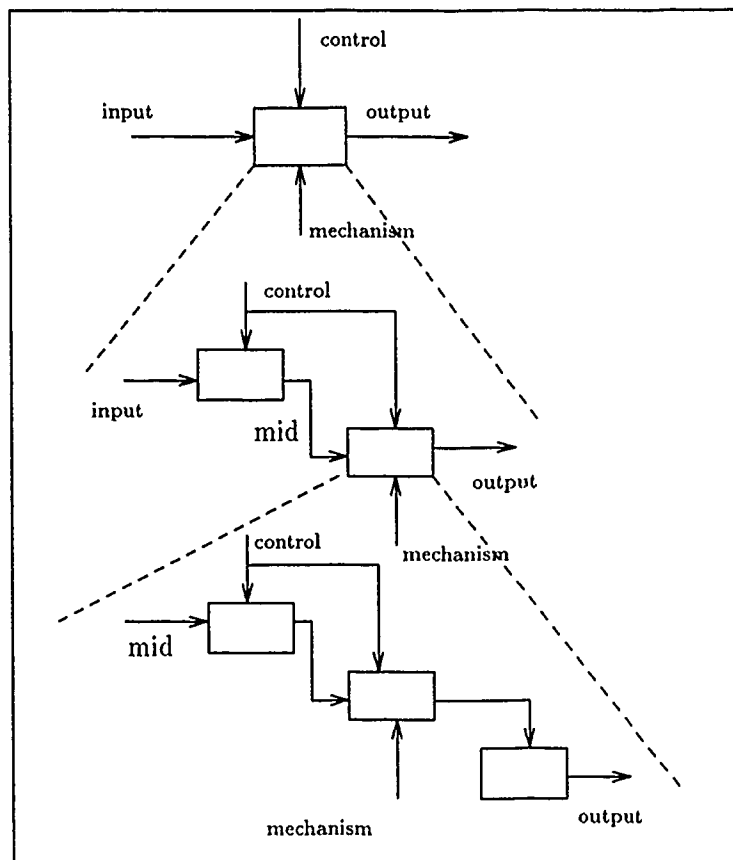 control
input
output
mechanism
control
input
mid
output
mechanism
control
mid
output
mechanism